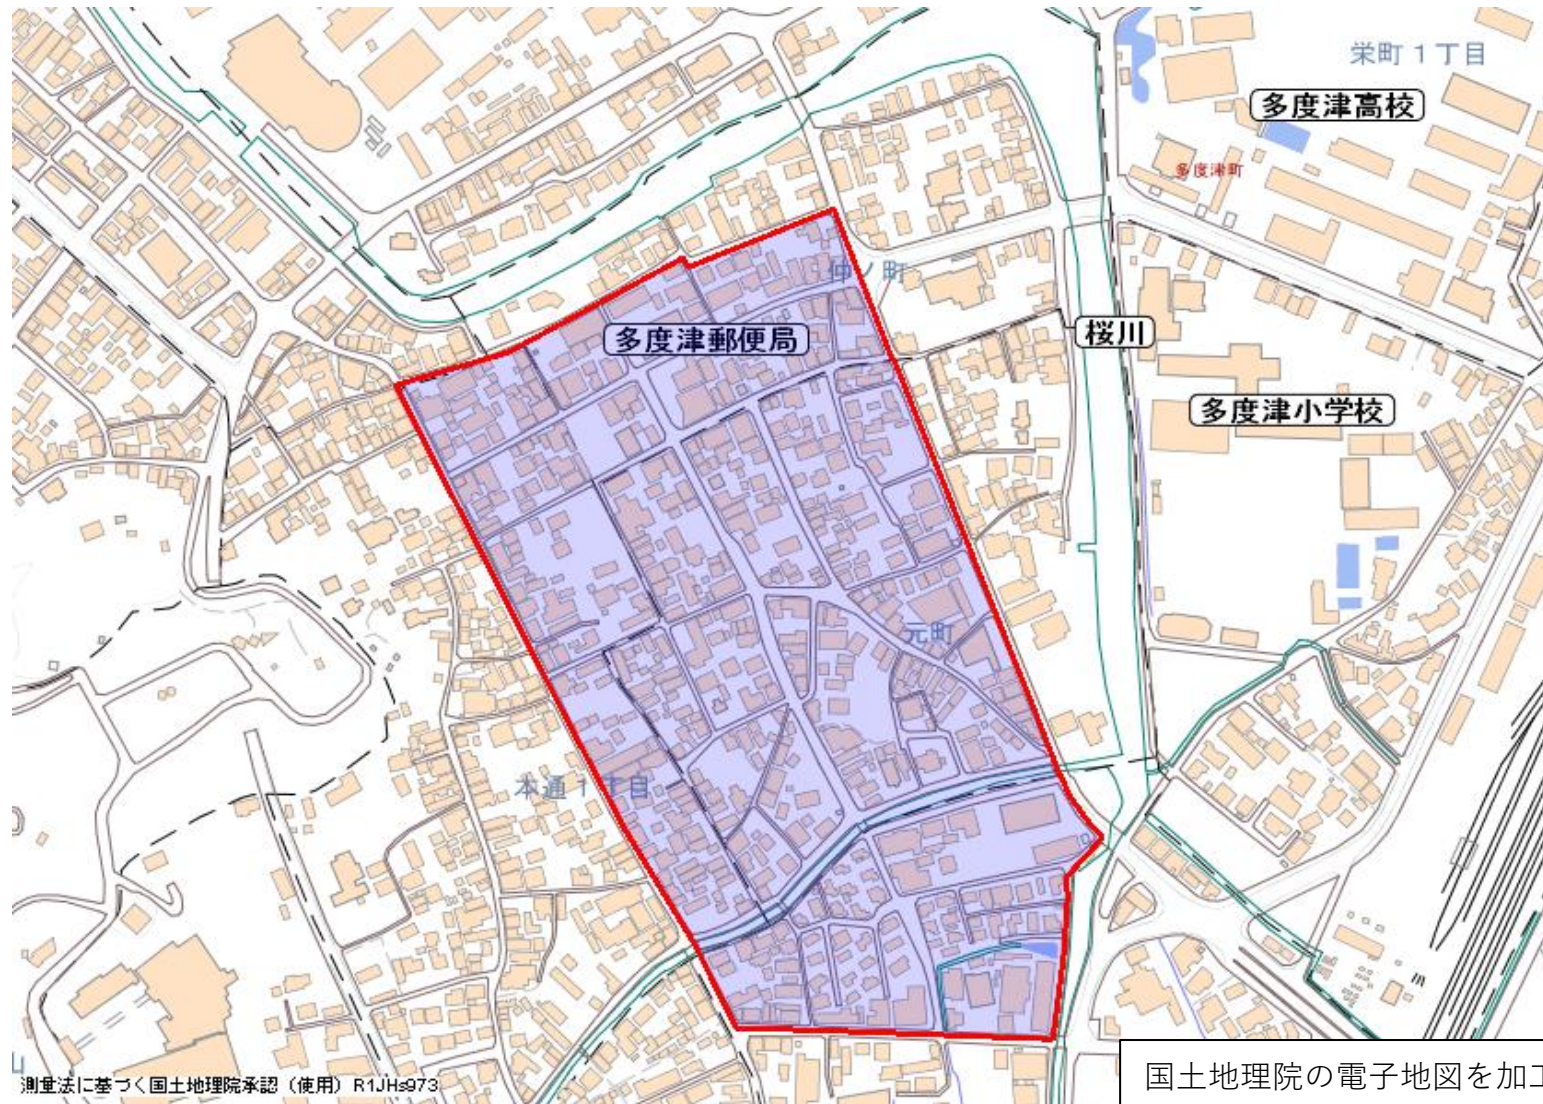 栄町1丁目
多度津高校
多度津町
仲ノ町
多度津郵便局
桜川
多度津小学校
元町
本通1丁目
山
測量法に基づく国土地理院承認（使用）R1JHs973
国土地理院の電子地図を加工